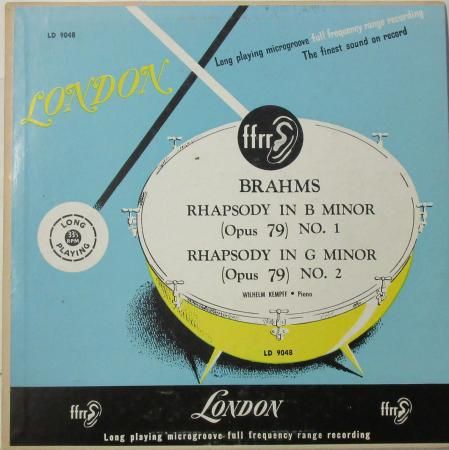 LD 9048
Long playing microgroove full frequency range recording
The finest sound on record
LONDON
ffrr
LONG
33⅓
RPM
PLAYING
BRAHMS
RHAPSODY IN B MINOR
(Opus 79) NO. 1
RHAPSODY IN G MINOR
(Opus 79) NO. 2
WILHELM KEMPFF • Piano
LD 9048
ffrr
LONDON
ffrr
Long playing microgroove full frequency range recording